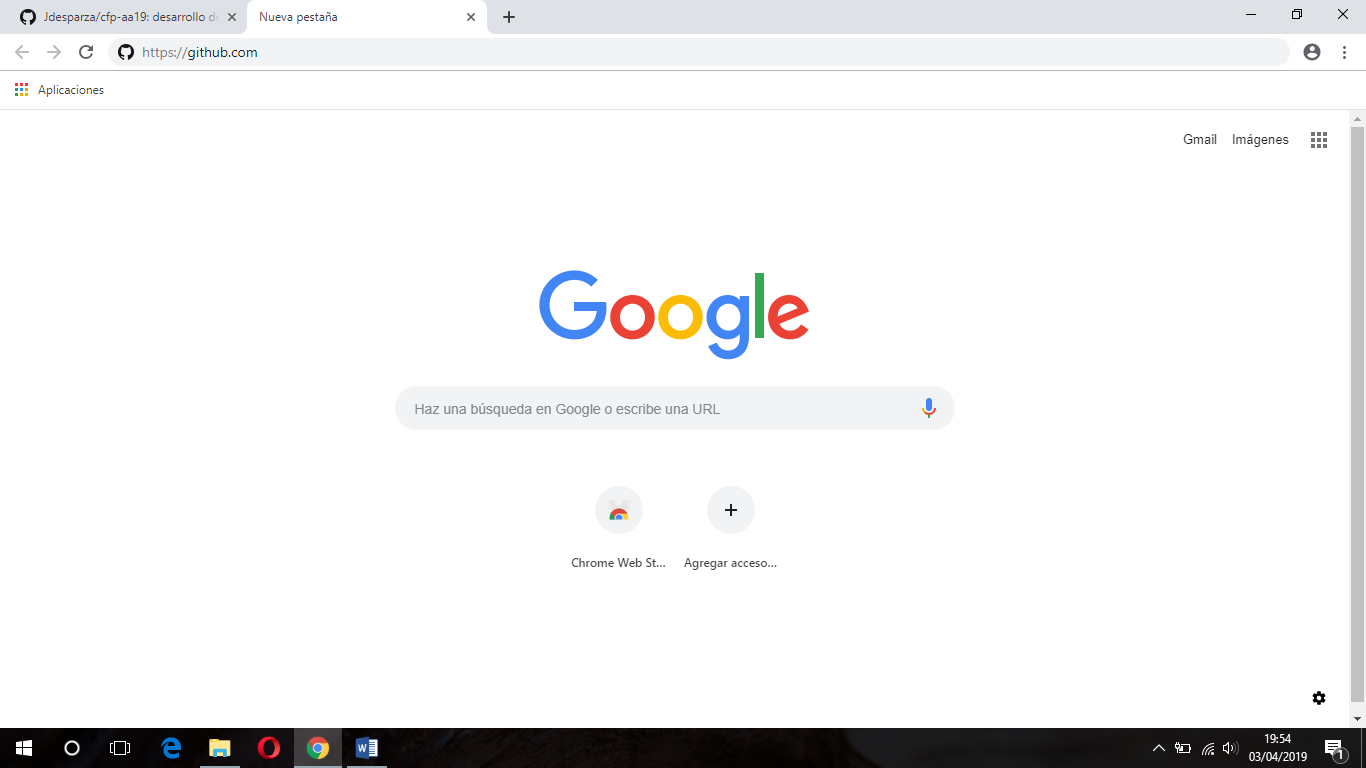 Jdesparza/cfp-aa19: desarrollo de
Nueva pestaña
https://github.com
Aplicaciones
Gmail
Imágenes
Google
Haz una búsqueda en Google o escribe una URL
Chrome Web St...
Agregar acceso...
19:54
03/04/2019
1